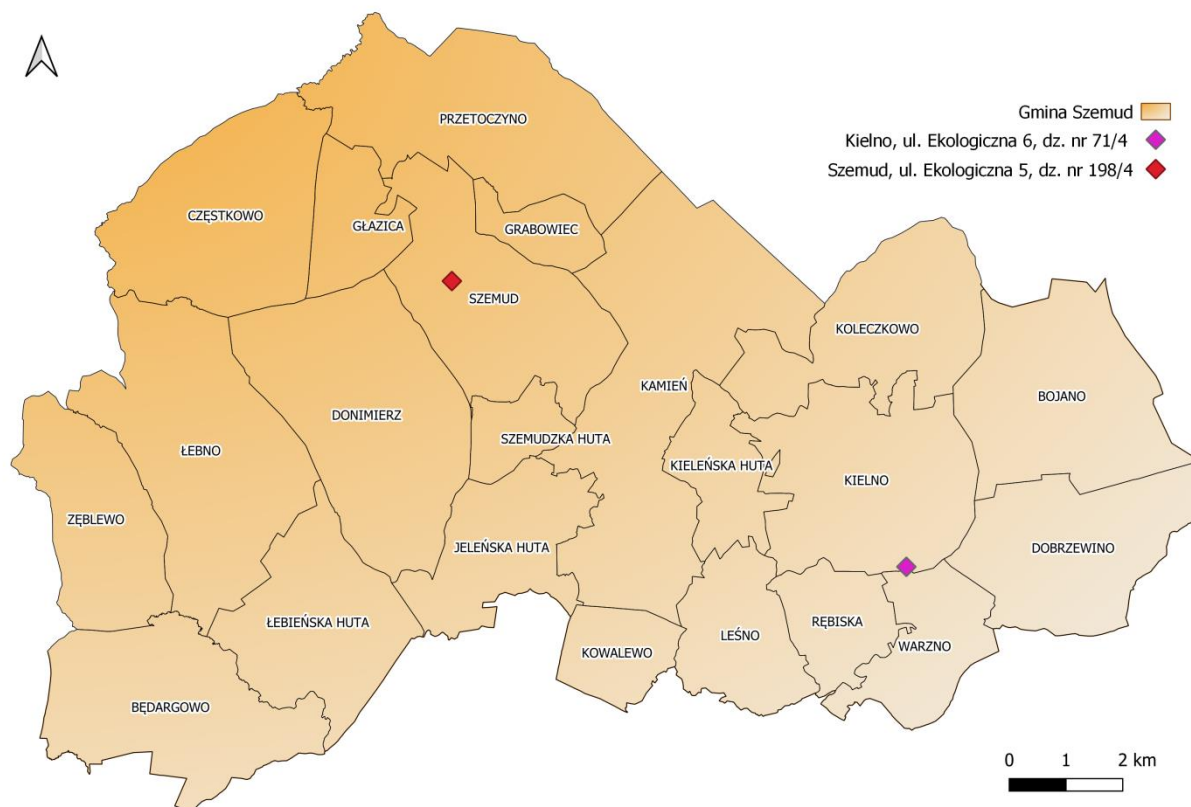 Gmina Szemud
Kielno, ul. Ekologiczna 6, dz. nr 71/4
Szemud, ul. Ekologiczna 5, dz. nr 198/4
PRZETOCZYNO
CZĘSTKOWO
GŁAZICA
GRABOWIEC
SZEMUD
KOLECZKOWO
KAMIEŃ
BOJANO
DONIMIERZ
SZEMUDZKA HUTA
ŁEBNO
KIELEŃSKA HUTA
KIELNO
ZĘBLEWO
JELEŃSKA HUTA
DOBRZEWINO
ŁEBIEŃSKA HUTA
RĘBISKA
LEŚNO
WARZNO
KOWALEWO
BĘDARGOWO
0 1 2 km